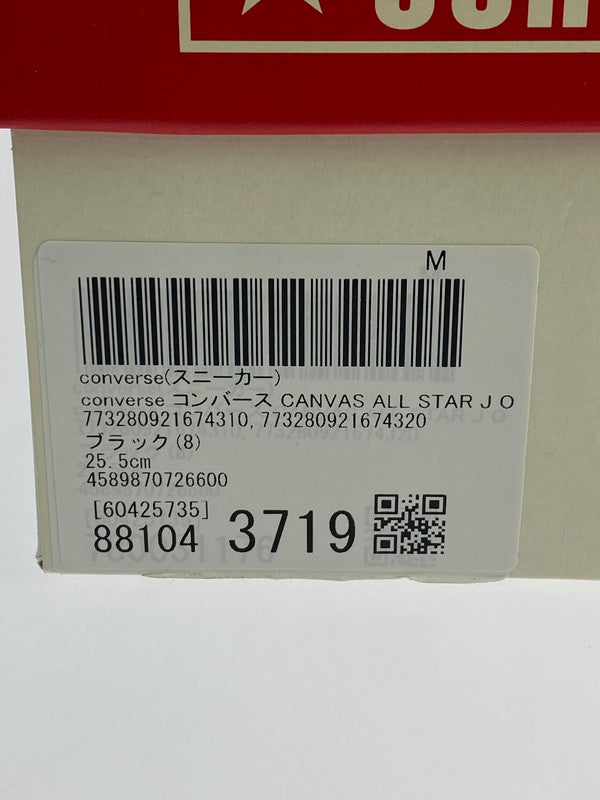 M
converse(スニーカー)
converse コンバース CANVAS ALL STAR J O
773280921674310, 773280921674320
ブラック(8)
25.5cm
4589870726600
[60425735]
88104 3719